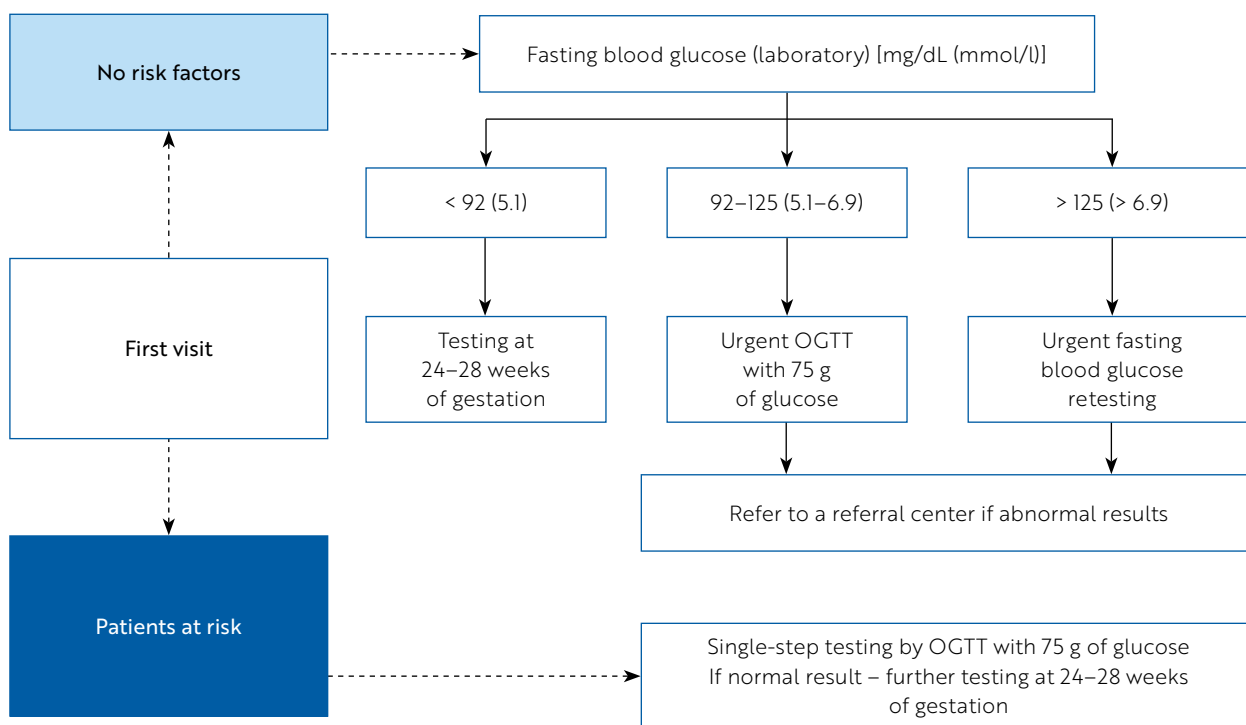 No risk factors
Fasting blood glucose (laboratory) [mg/dL (mmol/l)]
< 92 (5.1)
92–125 (5.1–6.9)
> 125 (> 6.9)
First visit
Testing at
24–28 weeks
of gestation
Urgent OGTT
with 75 g
of glucose
Urgent fasting
blood glucose
retesting
Refer to a referral center if abnormal results
Patients at risk
Single-step testing by OGTT with 75 g of glucose
If normal result – further testing at 24–28 weeks
of gestation